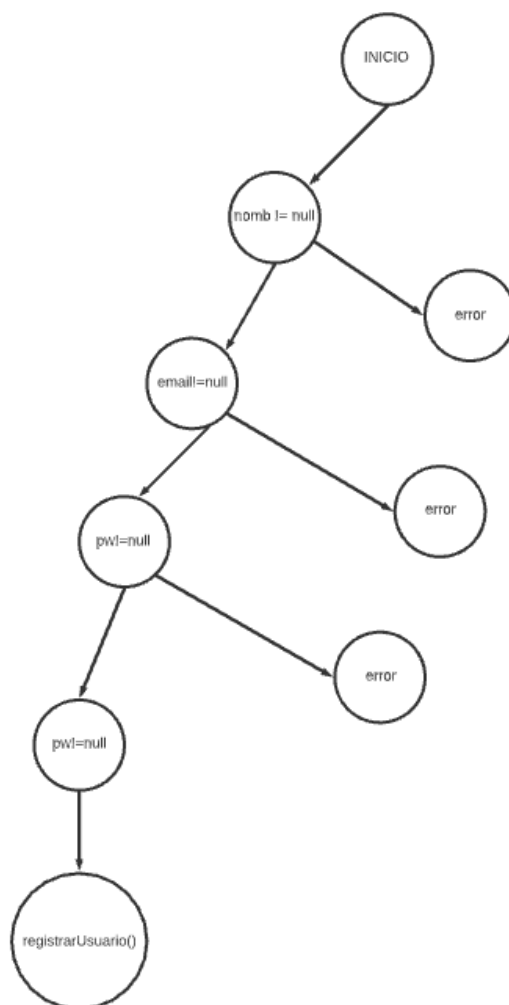 INICIO
nomb != null
error
email!=null
error
pw!=null
error
pw!=null
registrarUsuario()